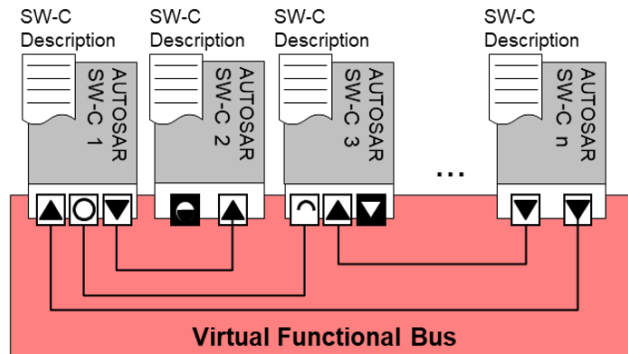 SW-C
Description
SW-C
Description
SW-C
Description
SW-C
Description
AUTOSAR
SW-C 1
AUTOSAR
SW-C 2
AUTOSAR
SW-C 3
...
AUTOSAR
SW-C n
Virtual Functional Bus